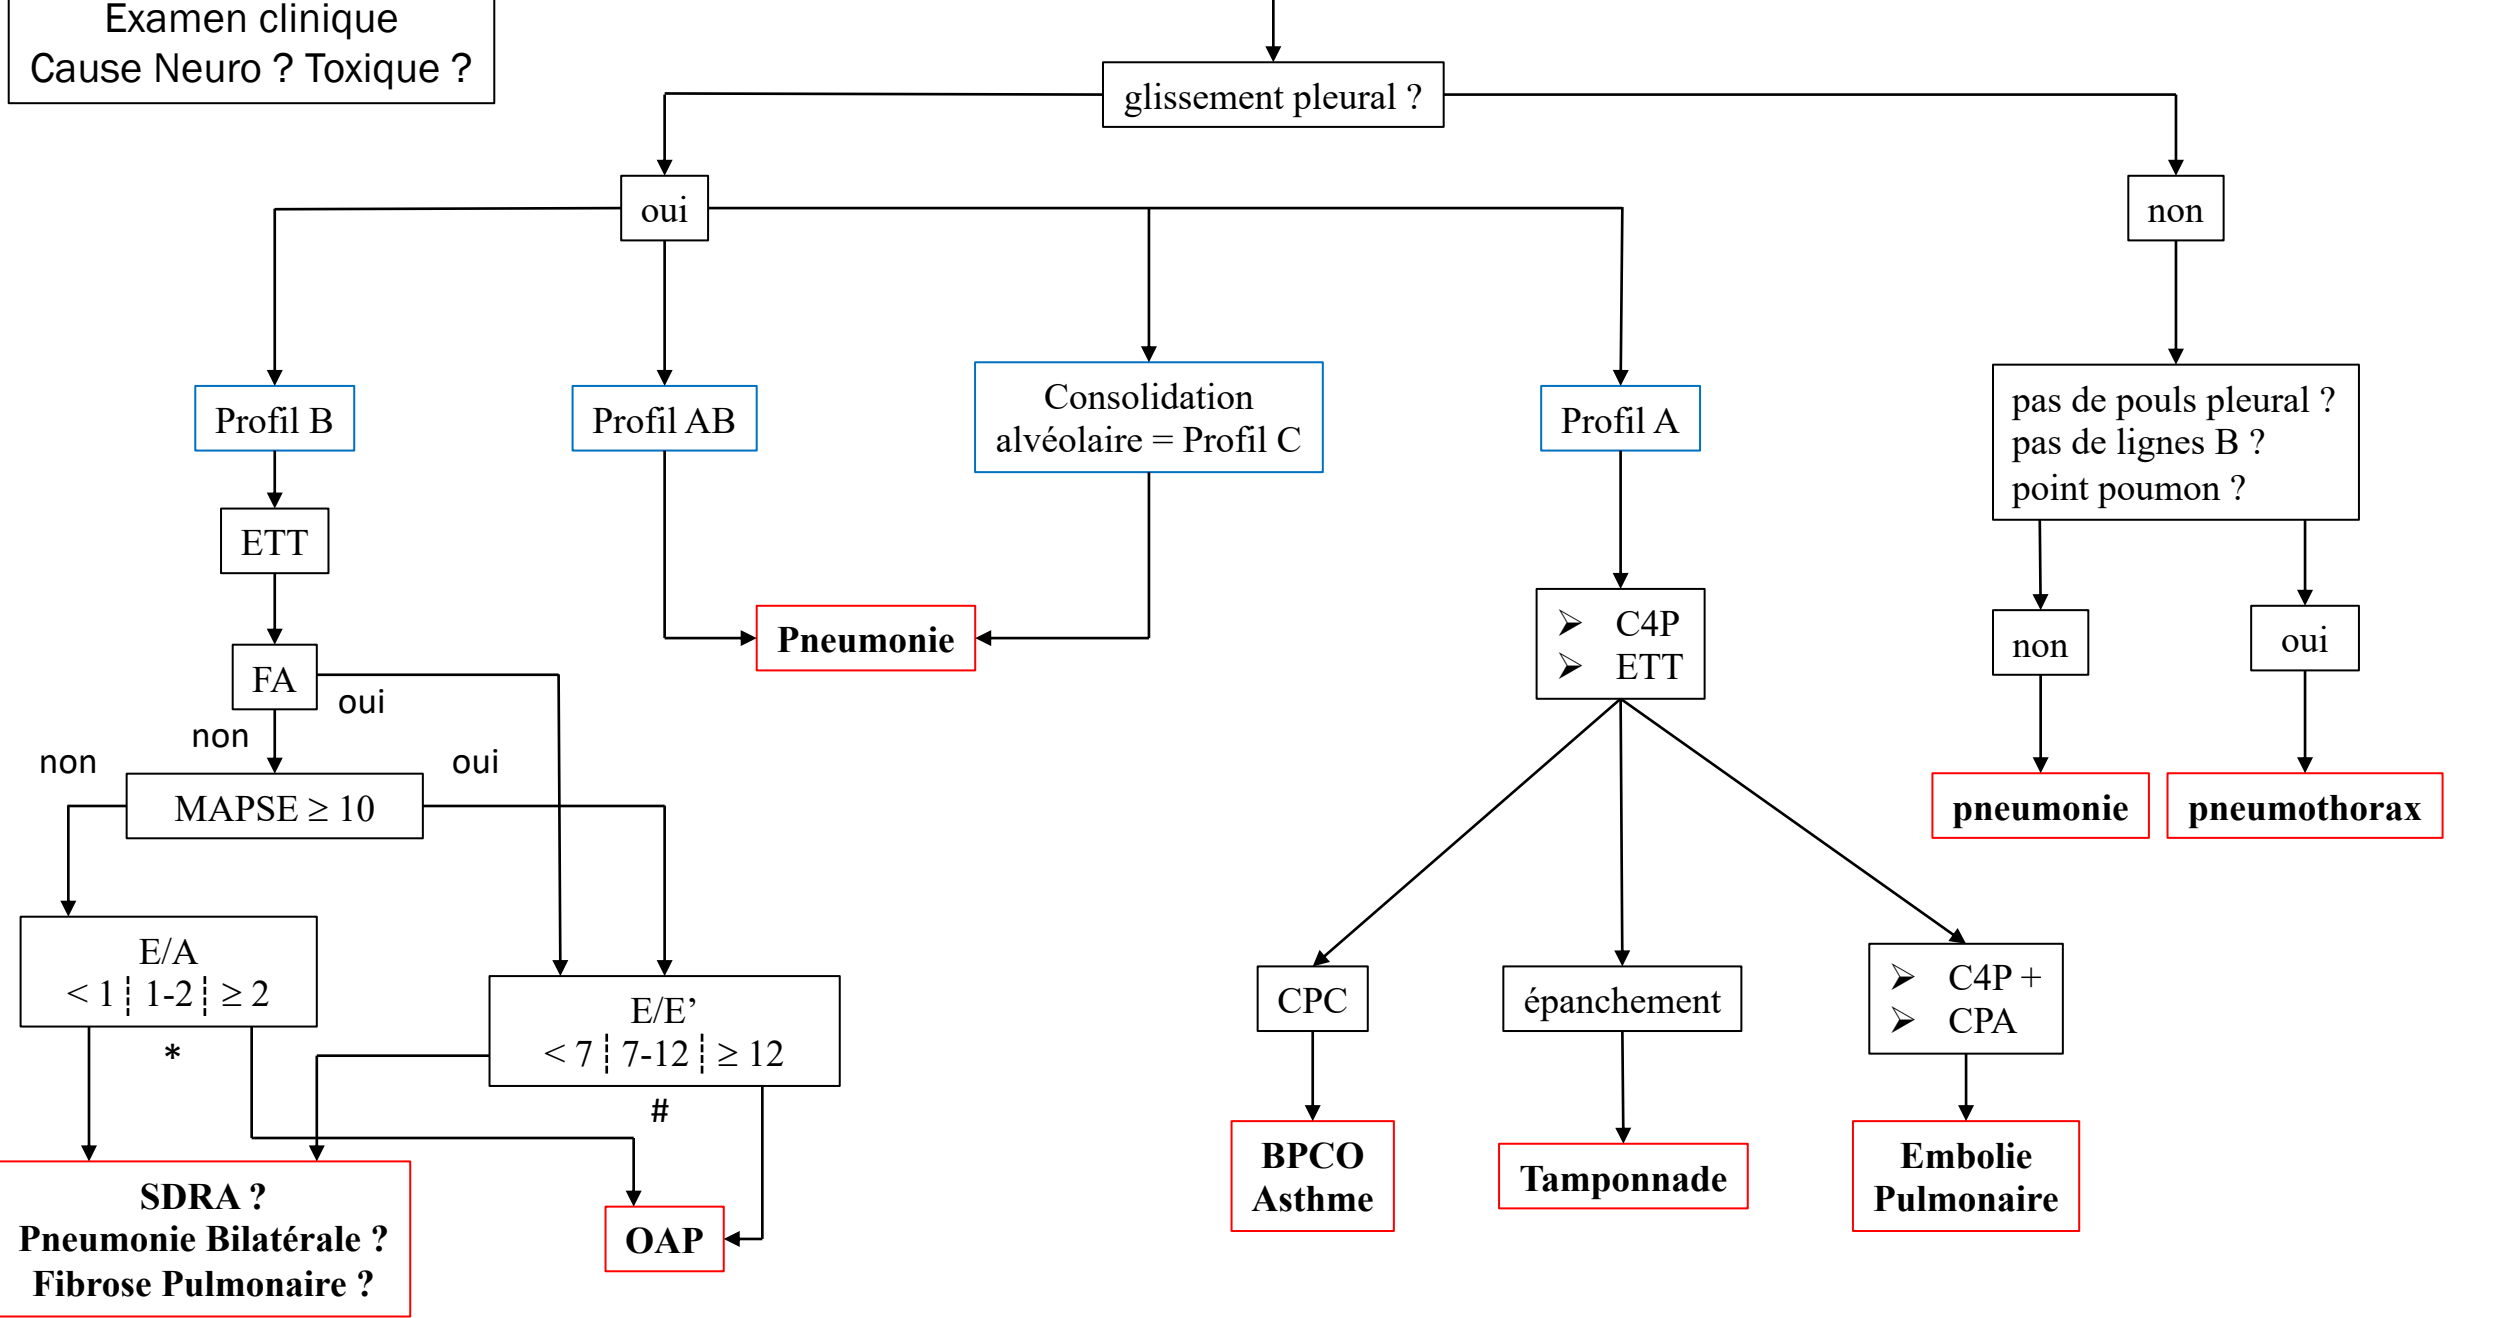 Examen clinique
Cause Neuro ? Toxique ?
glissement pleural ?
oui
non
Profil B
Profil AB
Consolidation
alvéolaire = Profil C
Profil A
pas de pouls pleural ?
pas de lignes B ?
point poumon ?
ETT
Pneumonie
C4P
ETT
non
oui
FA
oui
non
non
oui
MAPSE ≥ 10
pneumonie
pneumothorax
E/A
< 1 ┊ 1-2 ┊ ≥ 2
*
E/E’
< 7 ┊ 7-12 ┊ ≥ 12
#
CPC
épanchement
C4P +
CPA
SDRA ?
Pneumonie Bilatérale ?
Fibrose Pulmonaire ?
OAP
BPCO
Asthme
Tamponnade
Embolie
Pulmonaire